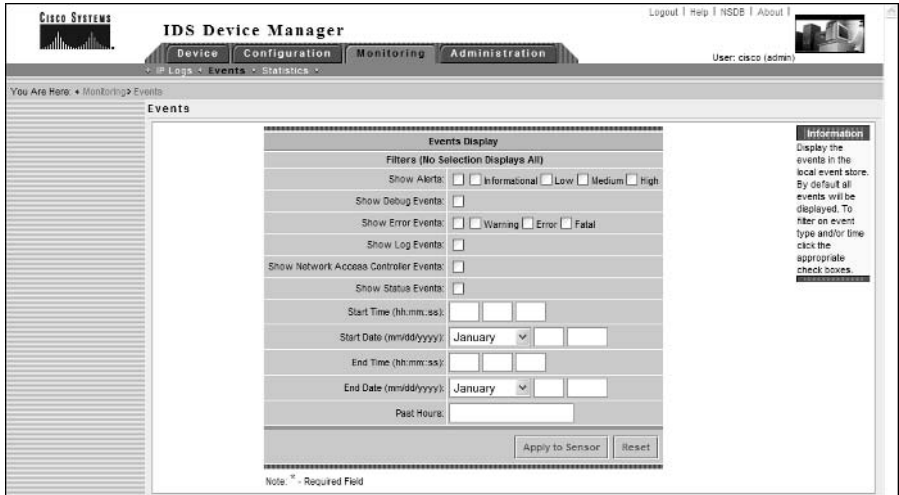 CISCO SYSTEMS
Logout | Help | NSDB | About |
IDS Device Manager
Device Configuration Monitoring Administration
User: cisco (admin)
IP Logs Events Statistics
You Are Here: Monitoring> Events
Events
Information
Display the
events in the
local event store.
By default all
events will be
displayed. To
filter on event
type and/or time
click the
appropriate
check boxes.
Events Display
Filters (No Selection Displays All)
Show Alerts: Informational Low Medium High
Show Debug Events:
Show Error Events: Warning Error Fatal
Show Log Events:
Show Network Access Controller Events:
Show Status Events:
Start Time (hh:mm:ss):
Start Date (mm/dd/yyyy): January
End Time (hh:mm:ss):
End Date (mm/dd/yyyy): January
Past Hours:
Apply to Sensor Reset
Note: * - Required Field